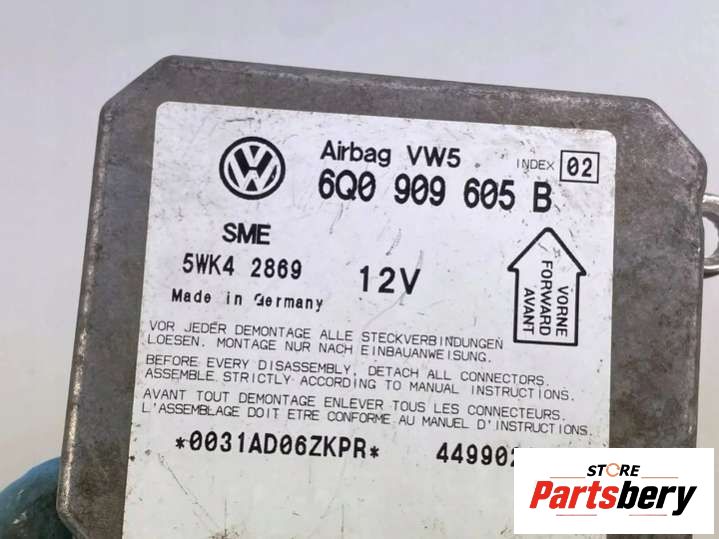 Airbag VW5 INDEX 02
6Q0 909 605 B
SME
5WK4 2869 12V
Made in Germany
VORNE
FORWARD
AVANT
VOR JEDER DEMONTAGE ALLE STECKVERBINDUNGEN
LOESEN. MONTAGE NUR NACH EINBAUANWEISUNG.
BEFORE EVERY DISASSEMBLY, DETACH ALL CONNECTORS.
ASSEMBLE STRICTLY ACCORDING TO MANUAL INSTRUCTIONS.
AVANT TOUT DEMONTAGE ENLEVER TOUS LES CONNECTEURS.
L'ASSEMBLAGE DOIT ETRE CONFORME AU MANUEL D'INSTRUCTIONS
*0031AD06ZKPR*
STORE
Partsbery